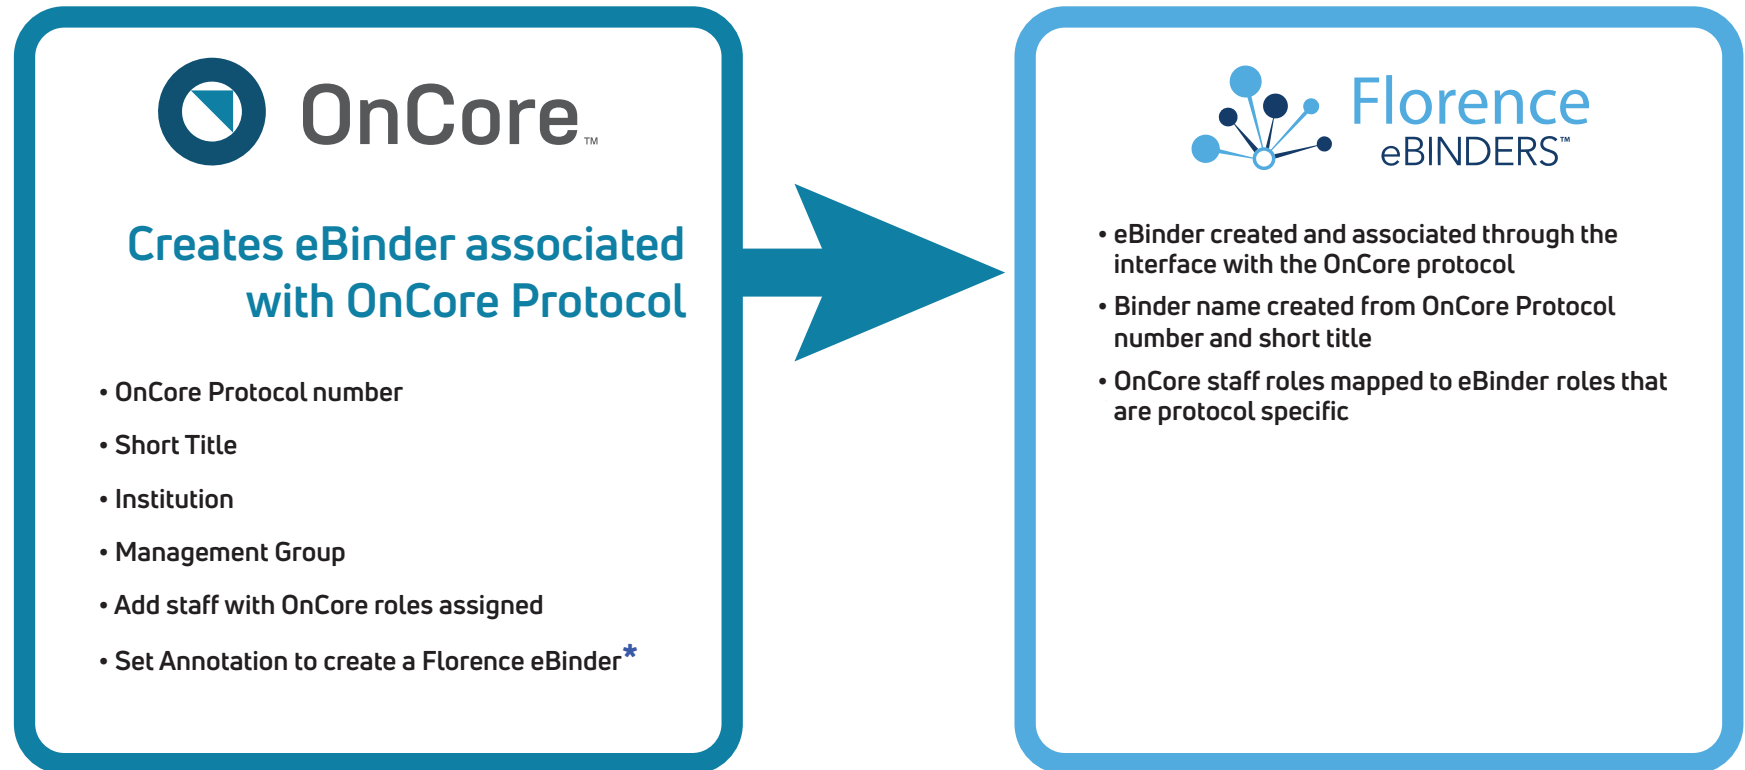 OnCore™
Creates eBinder associated
with OnCore Protocol
• OnCore Protocol number
• Short Title
• Institution
• Management Group
• Add staff with OnCore roles assigned
• Set Annotation to create a Florence eBinder*
Florence
eBINDERS™
• eBinder created and associated through the
interface with the OnCore protocol
• Binder name created from OnCore Protocol
number and short title
• OnCore staff roles mapped to eBinder roles that
are protocol specific